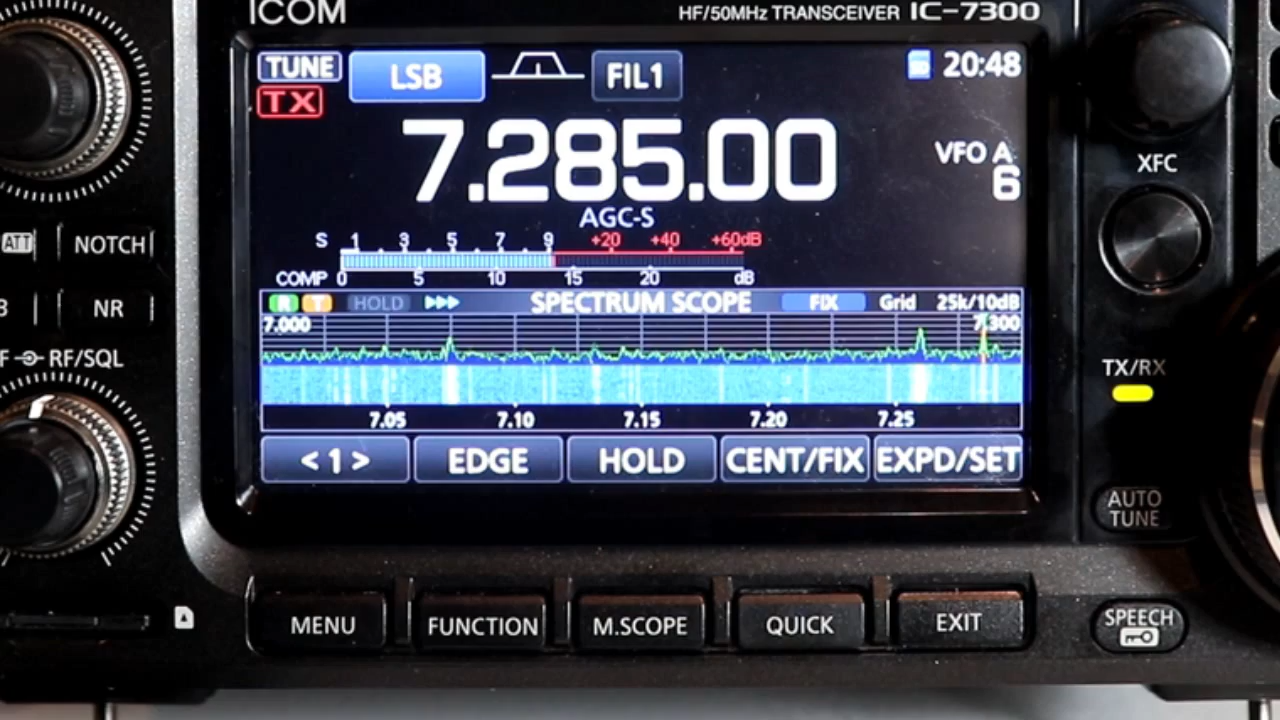 ICOM
HF/50MHz TRANSCEIVER IC-7300
TUNE LSB FIL1 20:48
TX
7.285.00
VFO A
6
AGC-S
S 1 3 5 7 9 +20 +40 +60dB
COMP 0 5 10 15 20 dB
R T HOLD SPECTRUM SCOPE FIX Grid 25k/10dB
7.000 7.300
7.05 7.10 7.15 7.20 7.25
<1> EDGE HOLD CENT/FIX EXPD/SET
ATT NOTCH
NR
RF/SQL
XFC
TX/RX
AUTO
TUNE
MENU FUNCTION M.SCOPE QUICK EXIT
SPEECH